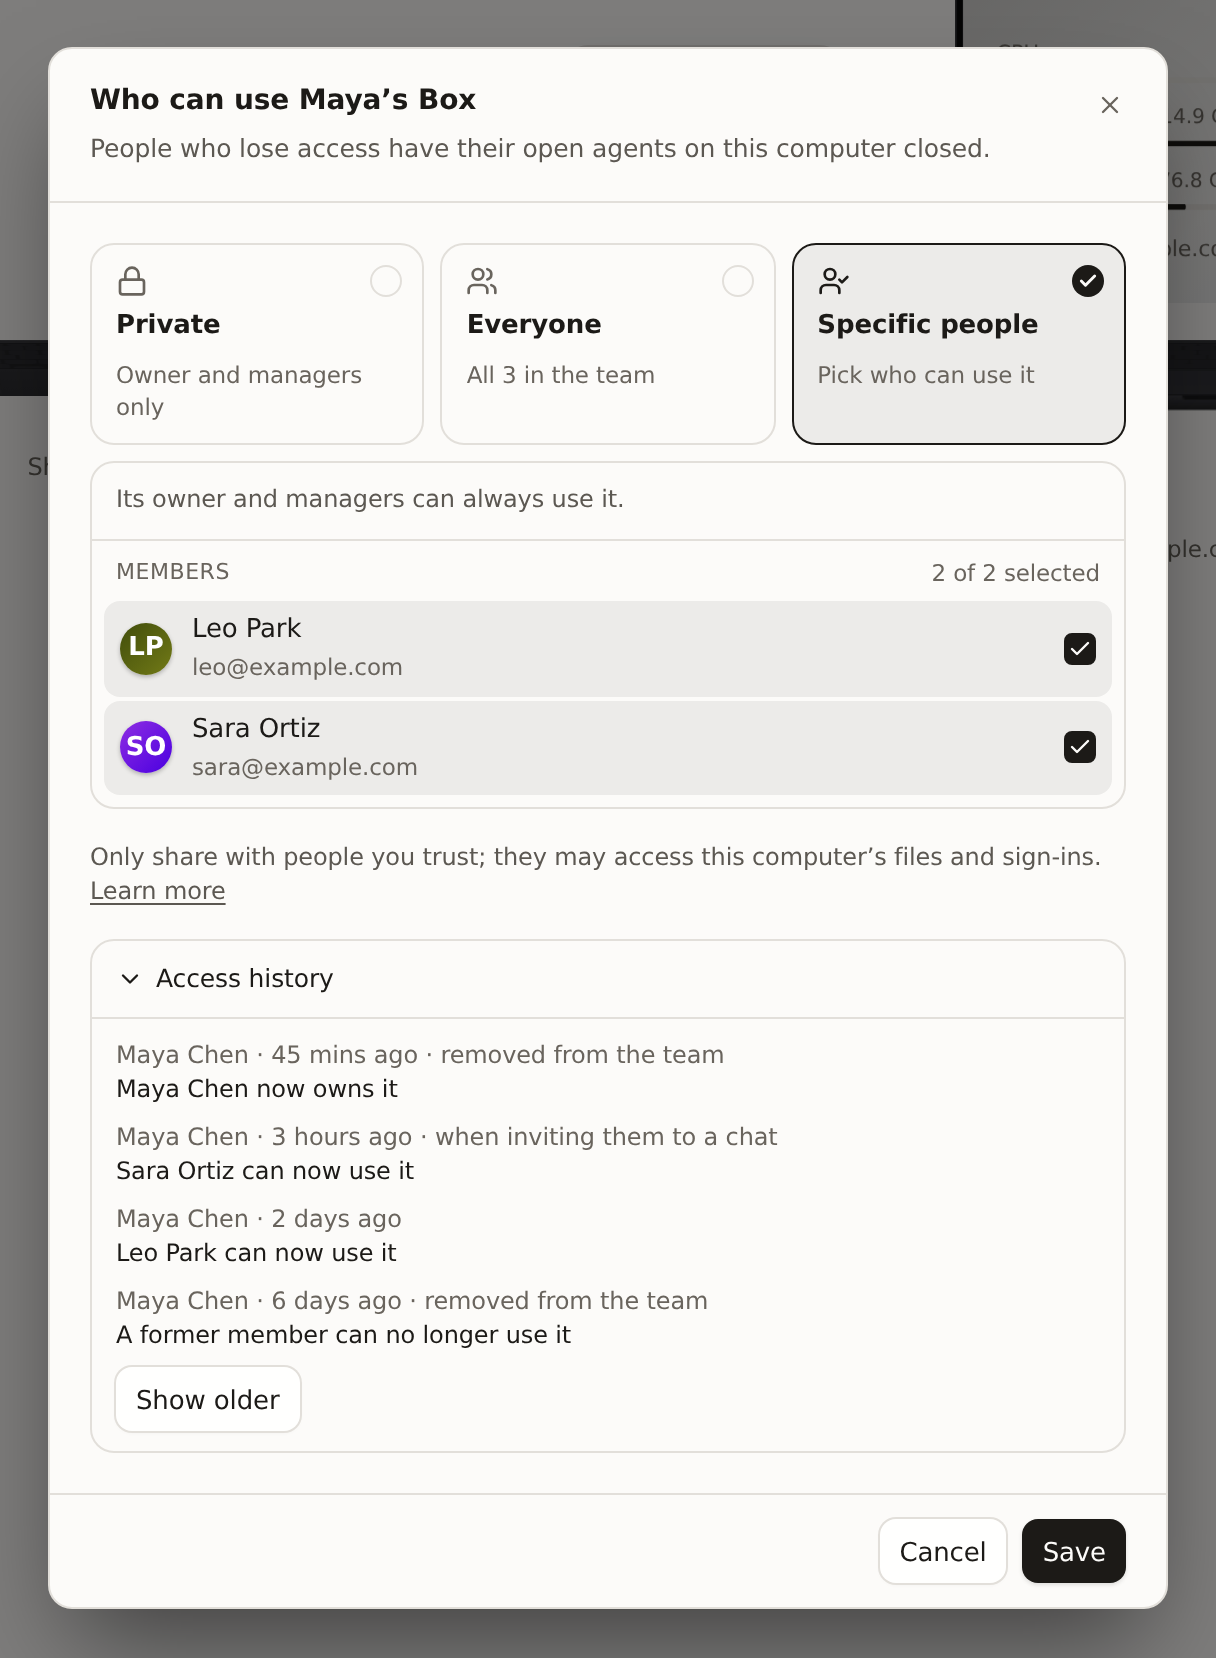 Who can use Maya’s Box
People who lose access have their open agents on this computer closed.
Private
Owner and managers
only
Everyone
All 3 in the team
Specific people
Pick who can use it
Its owner and managers can always use it.
MEMBERS
2 of 2 selected
LP
Leo Park
leo@example.com
SO
Sara Ortiz
sara@example.com
Only share with people you trust; they may access this computer’s files and sign-ins.
Learn more
Access history
Maya Chen · 45 mins ago · removed from the team
Maya Chen now owns it
Maya Chen · 3 hours ago · when inviting them to a chat
Sara Ortiz can now use it
Maya Chen · 2 days ago
Leo Park can now use it
Maya Chen · 6 days ago · removed from the team
A former member can no longer use it
Show older
Cancel
Save